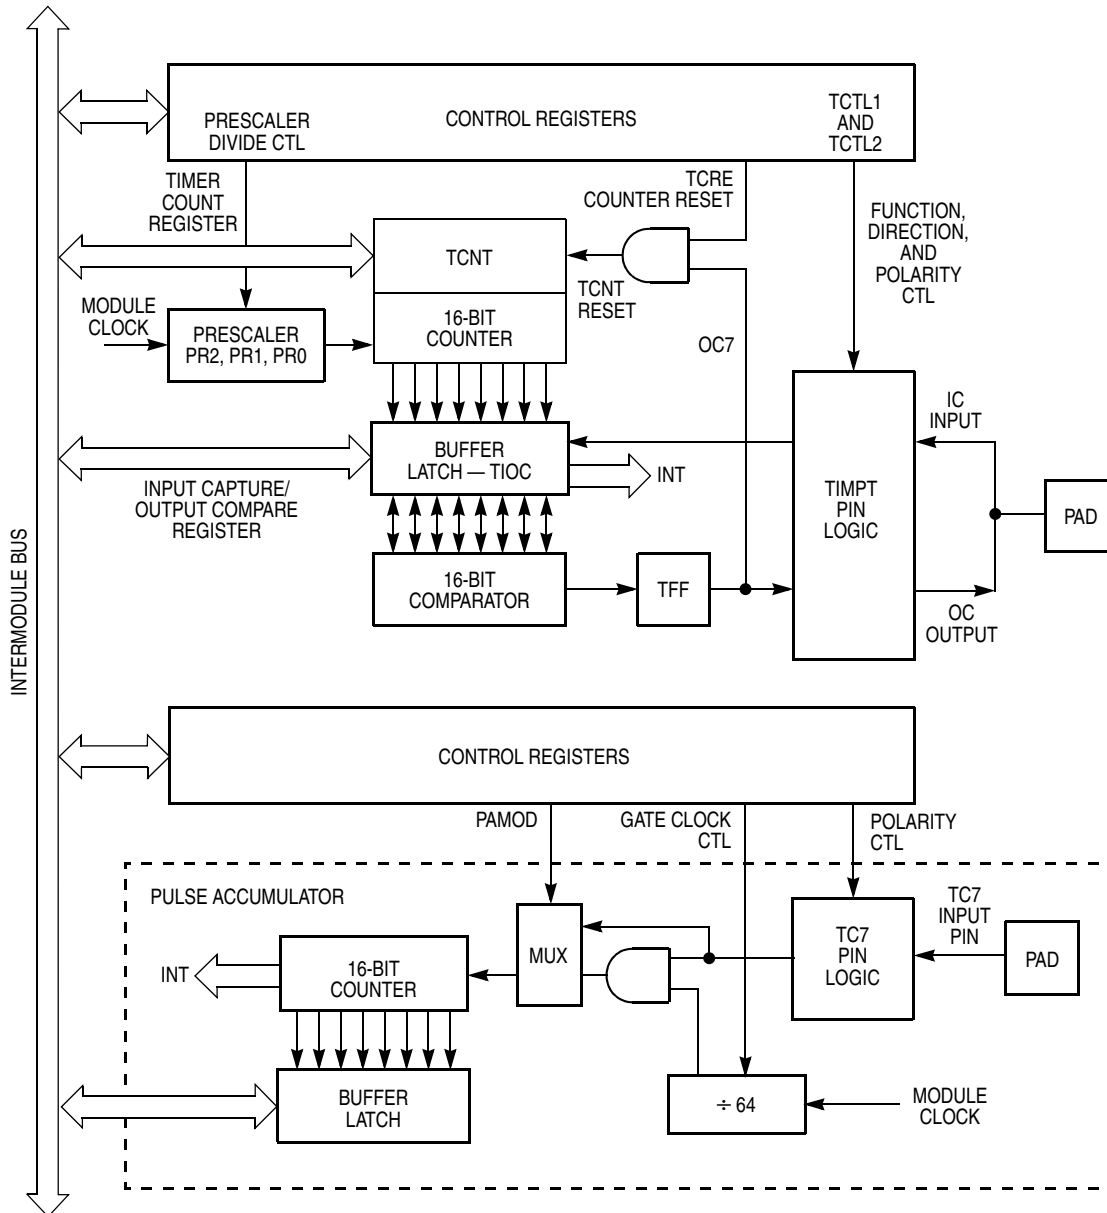 PRESCALER
DIVIDE CTL
CONTROL REGISTERS
TCTL1
AND
TCTL2
TIMER
COUNT
REGISTER
TCRE
COUNTER RESET
FUNCTION,
DIRECTION,
AND
POLARITY
CTL
TCNT
TCNT
RESET
MODULE
CLOCK
PRESCALER
PR2, PR1, PR0
16-BIT
COUNTER
OC7
IC
INPUT
BUFFER
LATCH — TIOC
INT
INPUT CAPTURE/
OUTPUT COMPARE
REGISTER
TIMPT
PIN
LOGIC
PAD
16-BIT
COMPARATOR
TFF
OC
OUTPUT
INTERMODULE BUS
CONTROL REGISTERS
PAMOD
GATE CLOCK
CTL
POLARITY
CTL
PULSE ACCUMULATOR
TC7
INPUT
PIN
INT
16-BIT
COUNTER
MUX
TC7
PIN
LOGIC
PAD
BUFFER
LATCH
÷ 64
MODULE
CLOCK